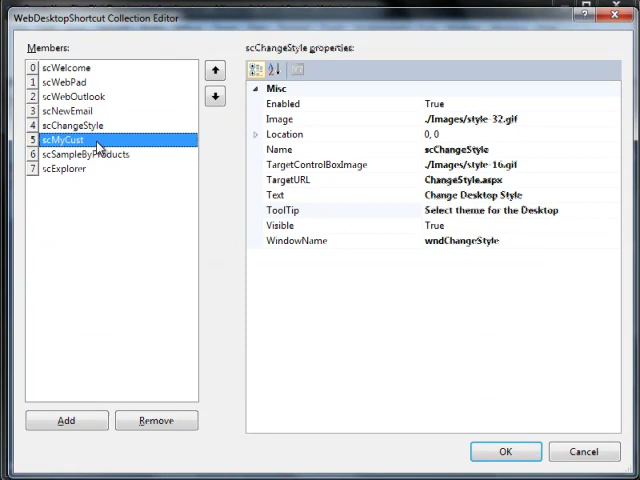 WebDesktopShortcut Collection Editor
Members:
0 scWelcome
1 scWebPad
2 scWebOutlook
3 scNewEmail
4 scChangeStyle
5 scMyCust
6 scSampleByProducts
7 scExplorer
Add
Remove
scChangeStyle properties:
Misc
Enabled True
Image ./Images/style-32.gif
Location 0, 0
Name scChangeStyle
TargetControlBoxImage ./Images/style-16.gif
TargetURL ChangeStyle.aspx
Text Change Desktop Style
ToolTip Select theme for the Desktop
Visible True
WindowName wndChangeStyle
OK
Cancel